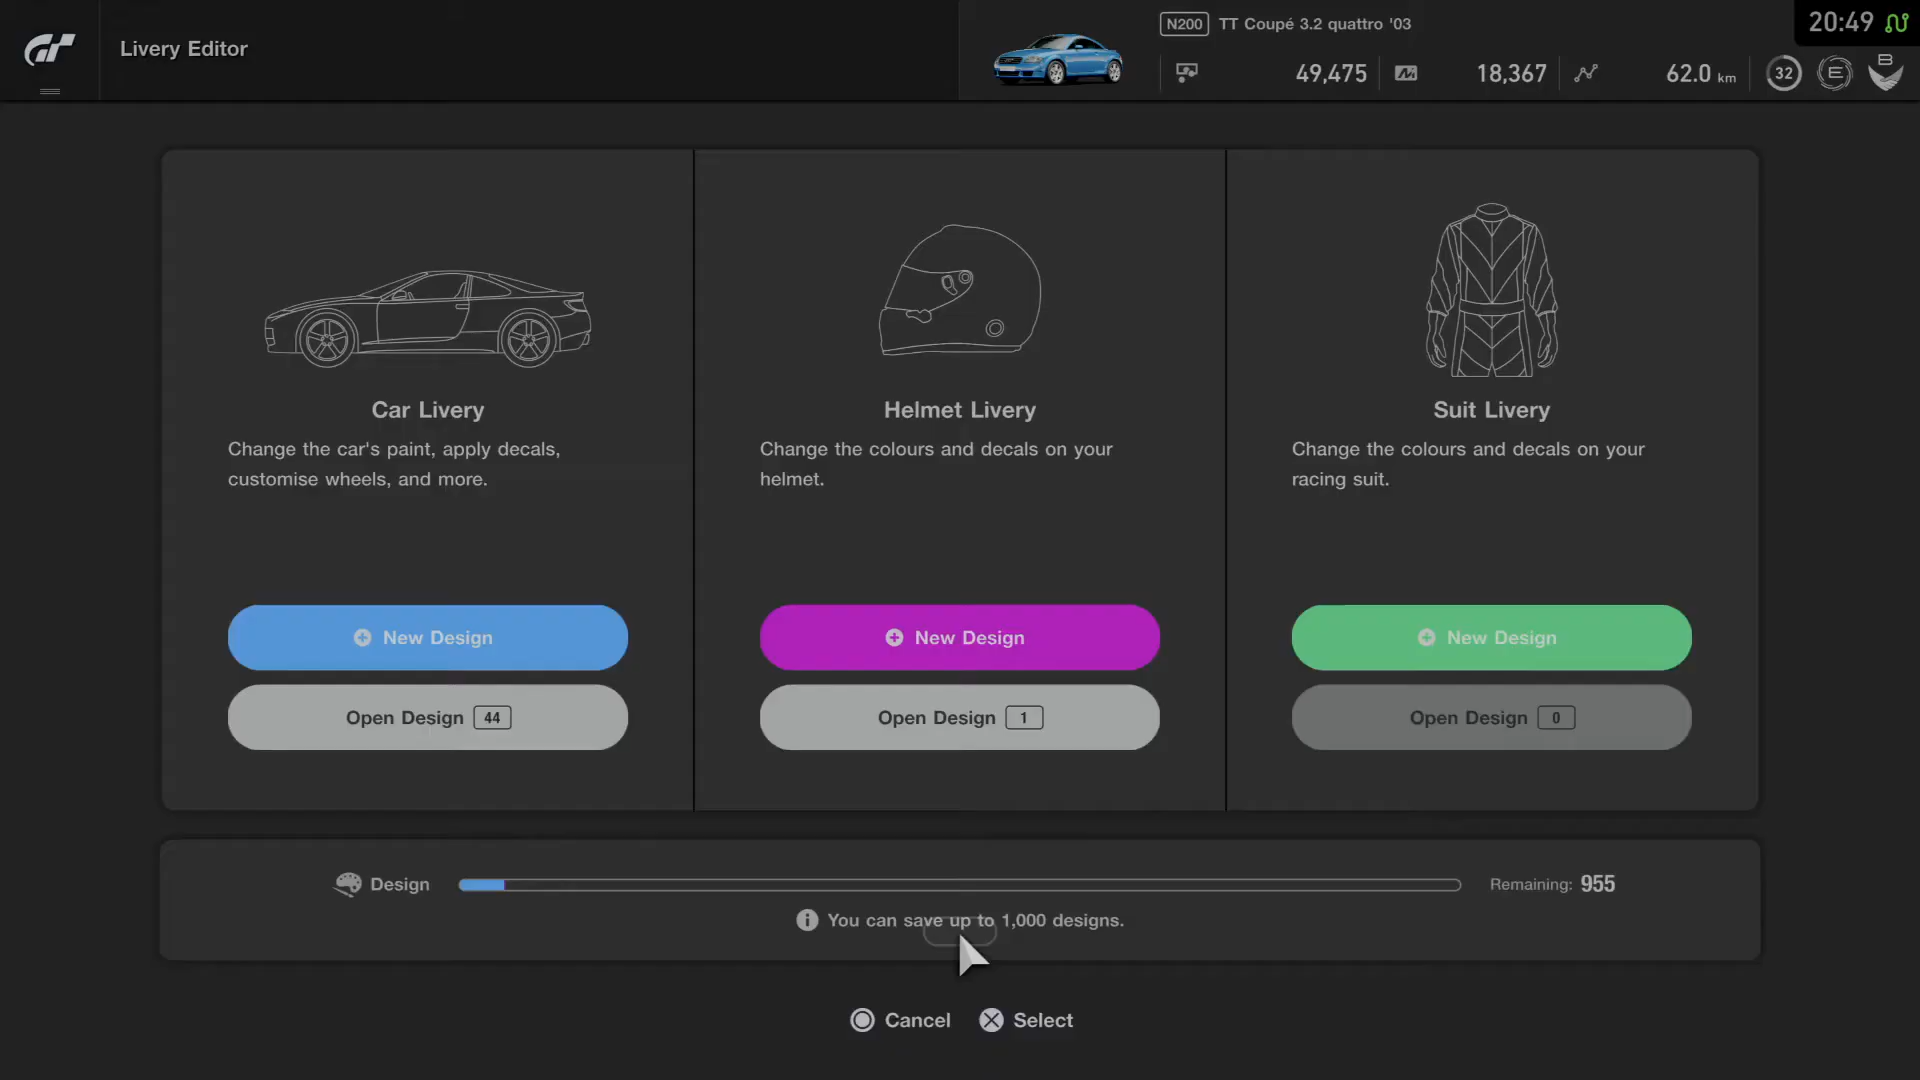 Livery Editor
N200 TT Coupé 3.2 quattro '03
20:49
49,475
18,367
62.0 km
32
E
B
Car Livery
Change the car's paint, apply decals,
customise wheels, and more.
New Design
Open Design 44
Helmet Livery
Change the colours and decals on your
helmet.
New Design
Open Design 1
Suit Livery
Change the colours and decals on your
racing suit.
New Design
Open Design 0
Design
Remaining: 955
You can save up to 1,000 designs.
Cancel
Select